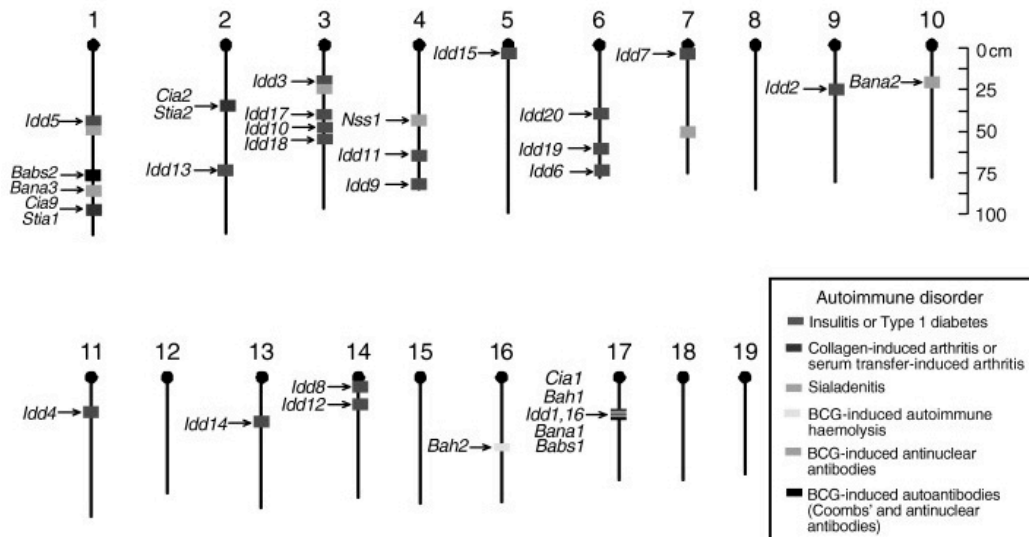 1 2 3 4 5 6 7 8 9 10
0 cm
25
50
75
100
Idd5
Babs2
Bana3
Cia9
Stia1
Cia2
Stia2
Idd13
Idd3
Idd17
Idd10
Idd18
Nss1
Idd11
Idd9
Idd15
Idd20
Idd19
Idd6
Idd7
Idd2
Bana2
11 12 13 14 15 16 17 18 19
Idd4
Idd14
Idd8
Idd12
Bah2
Cia1
Bah1
Idd1,16
Bana1
Babs1
Autoimmune disorder
Insulitis or Type 1 diabetes
Collagen-induced arthritis or
serum transfer-induced arthritis
Sialadenitis
BCG-induced autoimmune
haemolysis
BCG-induced antinuclear
antibodies
BCG-induced autoantibodies
(Coombs' and antinuclear
antibodies)